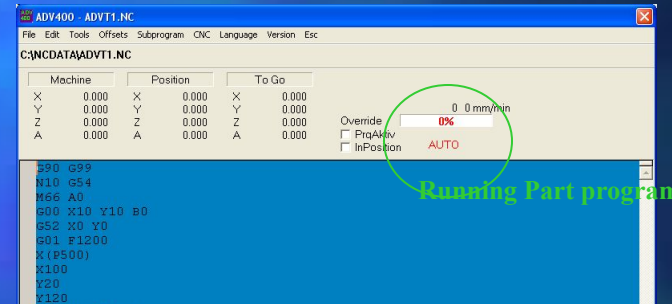 ADV400 - ADVT1.NC
File Edit Tools Offsets Subprogram CNC Language Version Esc
C:\NCDATA\ADVT1.NC
Machine Position To Go
X 0.000 X 0.000 X 0.000
Y 0.000 Y 0.000 Y 0.000
Z 0.000 Z 0.000 Z 0.000
A 0.000 A 0.000 A 0.000
0 0 mm/min
Override 0%
PrgAktiv
InPosition AUTO
Running Part program
G90 G99
N10 G54
M66 A0
G00 X10 Y10 B0
G52 X0 Y0
G01 F1200
X(P500)
X100
Y20
Y120